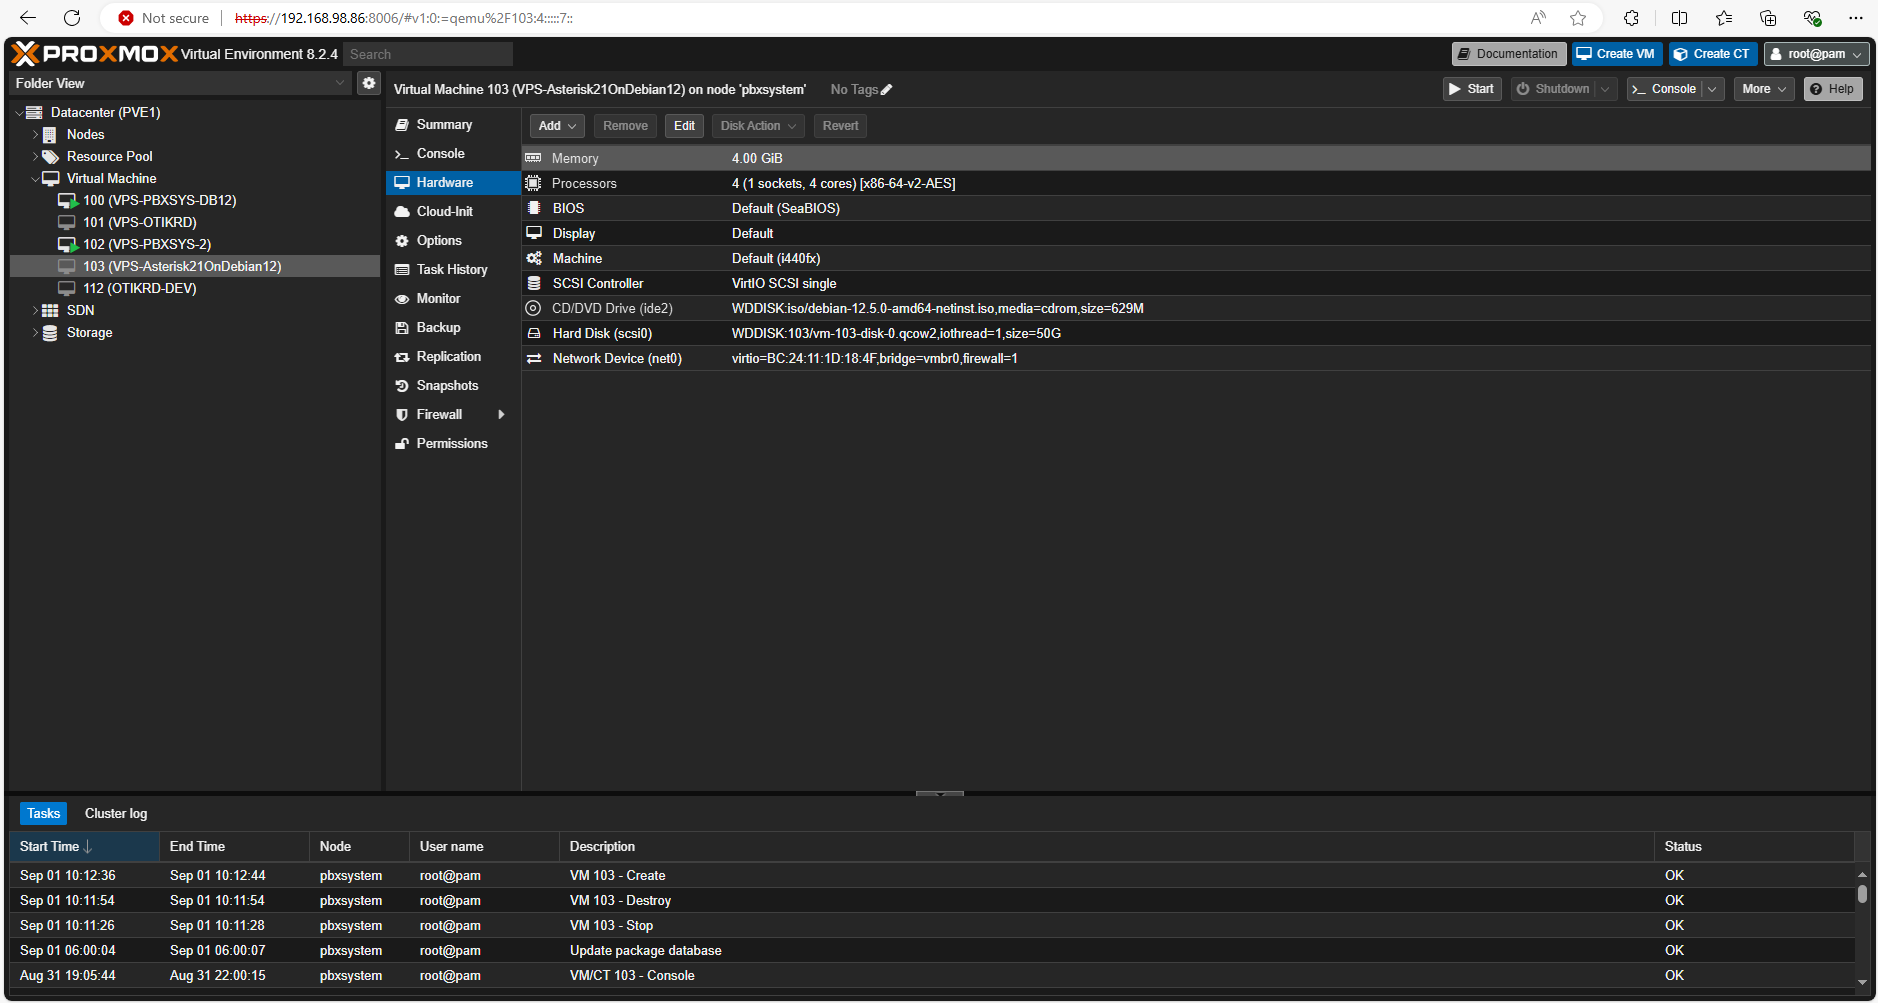 Not secure
https://192.168.98.86:8006/#v1:0:=qemu%2F103:4:::::7::
PROXMOX Virtual Environment 8.2.4
Search
Documentation
Create VM
Create CT
root@pam
Folder View
Datacenter (PVE1)
Nodes
Resource Pool
Virtual Machine
100 (VPS-PBXSYS-DB12)
101 (VPS-OTIKRD)
102 (VPS-PBXSYS-2)
103 (VPS-Asterisk21OnDebian12)
112 (OTIKRD-DEV)
SDN
Storage
Virtual Machine 103 (VPS-Asterisk21OnDebian12) on node 'pbxsystem'
No Tags
Start
Shutdown
Console
More
Help
Summary
Console
Hardware
Cloud-Init
Options
Task History
Monitor
Backup
Replication
Snapshots
Firewall
Permissions
Add
Remove
Edit
Disk Action
Revert
Memory 4.00 GiB
Processors 4 (1 sockets, 4 cores) [x86-64-v2-AES]
BIOS Default (SeaBIOS)
Display Default
Machine Default (i440fx)
SCSI Controller VirtIO SCSI single
CD/DVD Drive (ide2) WDDISK:iso/debian-12.5.0-amd64-netinst.iso,media=cdrom,size=629M
Hard Disk (scsi0) WDDISK:103/vm-103-disk-0.qcow2,iothread=1,size=50G
Network Device (net0) virtio=BC:24:11:1D:18:4F,bridge=vmbr0,firewall=1
Tasks
Cluster log
Start Time End Time Node User name Description Status
Sep 01 10:12:36 Sep 01 10:12:44 pbxsystem root@pam VM 103 - Create OK
Sep 01 10:11:54 Sep 01 10:11:54 pbxsystem root@pam VM 103 - Destroy OK
Sep 01 10:11:26 Sep 01 10:11:28 pbxsystem root@pam VM 103 - Stop OK
Sep 01 06:00:04 Sep 01 06:00:07 pbxsystem root@pam Update package database OK
Aug 31 19:05:44 Aug 31 22:00:15 pbxsystem root@pam VM/CT 103 - Console OK